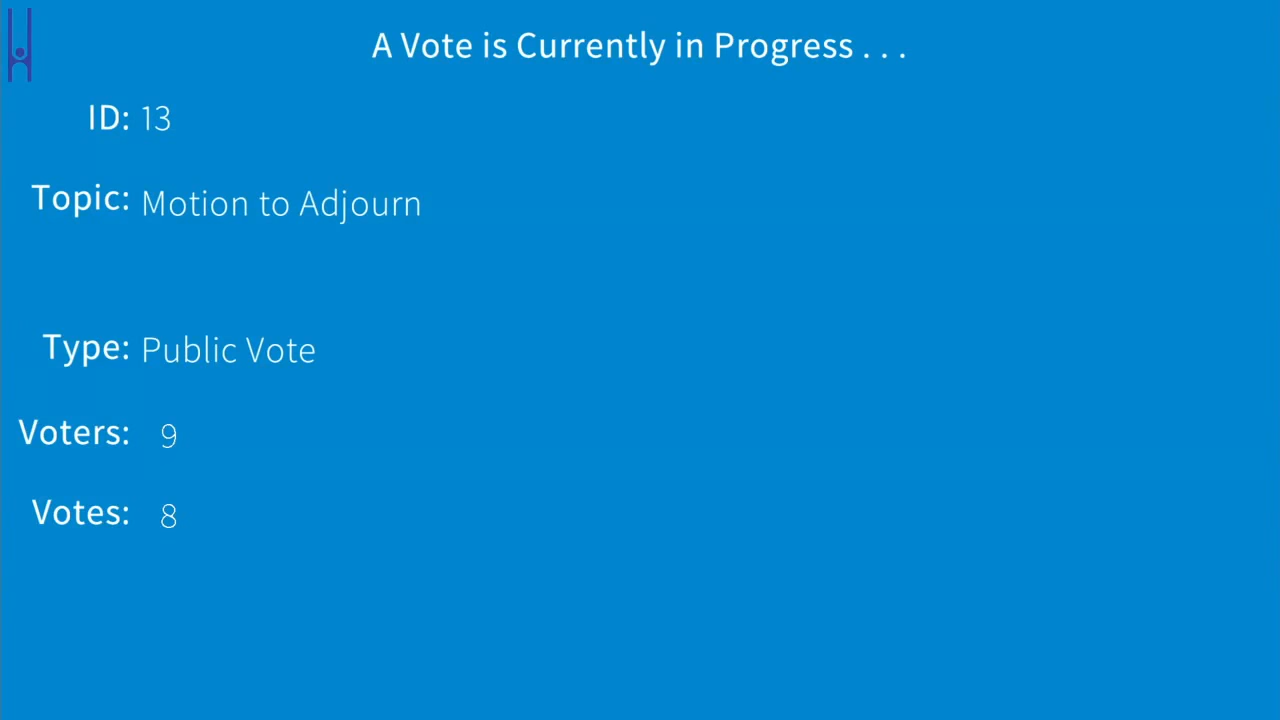 A Vote is Currently in Progress . . .
ID: 13
Topic: Motion to Adjourn
Type: Public Vote
Voters: 9
Votes: 8